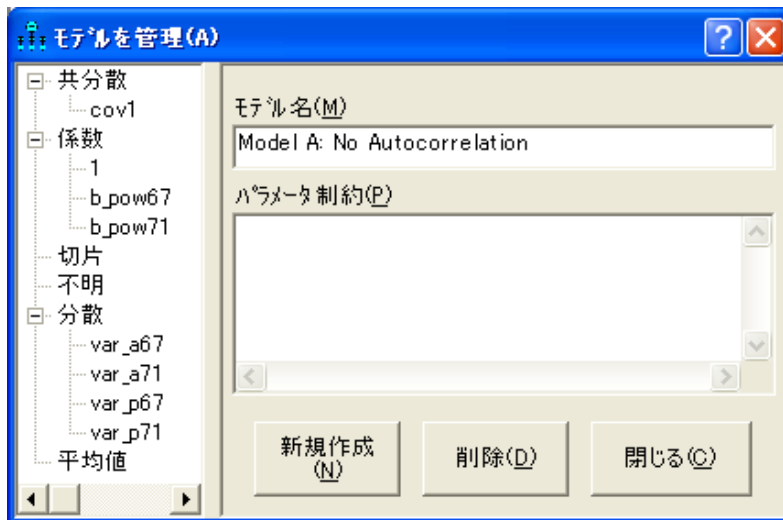 モデルを管理(A)
共分散
cov1
係数
1
b_pow67
b_pow71
切片
不明
分散
var_a67
var_a71
var_p67
var_p71
平均値
モデル名(M)
Model A: No Autocorrelation
パラメータ制約(P)
新規作成
(N)
削除(D)
閉じる(C)